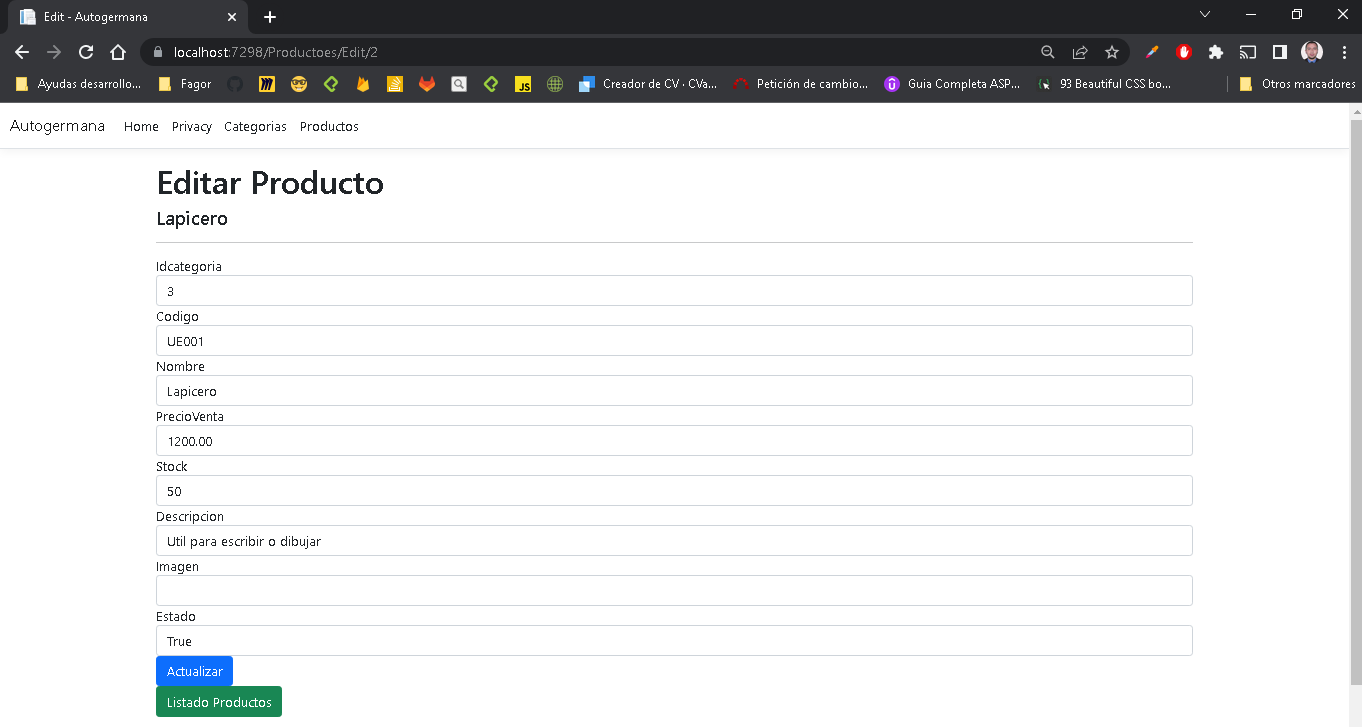 Edit - Autogermana
localhost:7298/Productoes/Edit/2
Ayudas desarrollo... Fagor JS Creador de CV · CVa... Petición de cambio... Guia Completa ASP... 93 Beautiful CSS bo... Otros marcadores
Autogermana Home Privacy Categorias Productos
Editar Producto
Lapicero
Idcategoria
3
Codigo
UE001
Nombre
Lapicero
PrecioVenta
1200.00
Stock
50
Descripcion
Util para escribir o dibujar
Imagen
Estado
True
Actualizar
Listado Productos